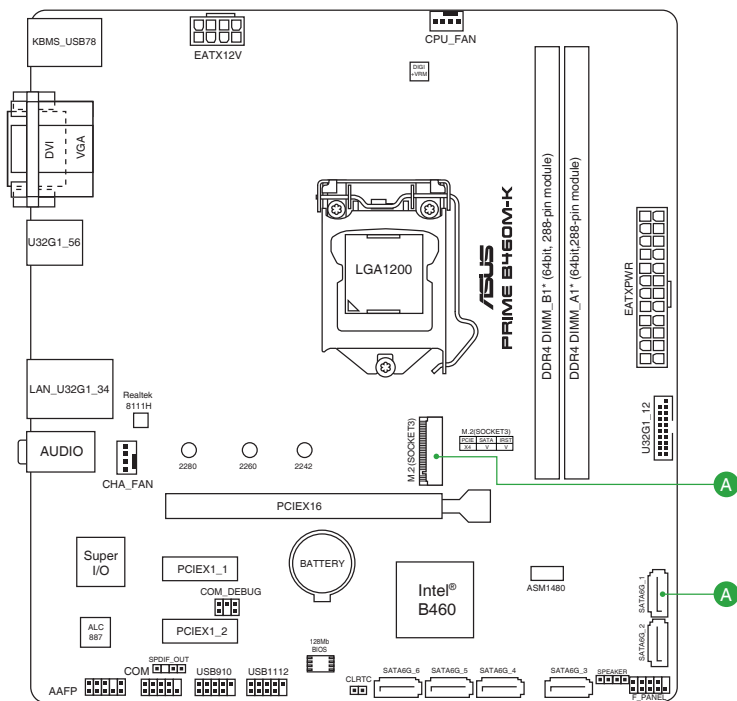 KBMS_USB78
EATX12V
CPU_FAN
DIGI
+VRM
DVI
VGA
U32G1_56
LGA1200
ASUS
PRIME B460M-K
DDR4 DIMM_B1* (64bit, 288-pin module)
DDR4 DIMM_A1* (64bit,288-pin module)
EATXPWR
LAN_U32G1_34
Realtek
8111H
U32G1_12
AUDIO
CHA_FAN
2280
2260
2242
M.2(SOCKET3)
M.2(SOCKET3)
PCIE SATA IRST
X4 V V
A
PCIEX16
Super
I/O
PCIEX1_1
BATTERY
Intel®
B460
ASM1480
SATA6G_1
A
COM_DEBUG
ALC
887
PCIEX1_2
SATA6G_2
128Mb
BIOS
SPDIF_OUT
AAFP
COM
USB910
USB1112
CLRTC
SATA6G_6
SATA6G_5
SATA6G_4
SATA6G_3
SPEAKER
F_PANEL